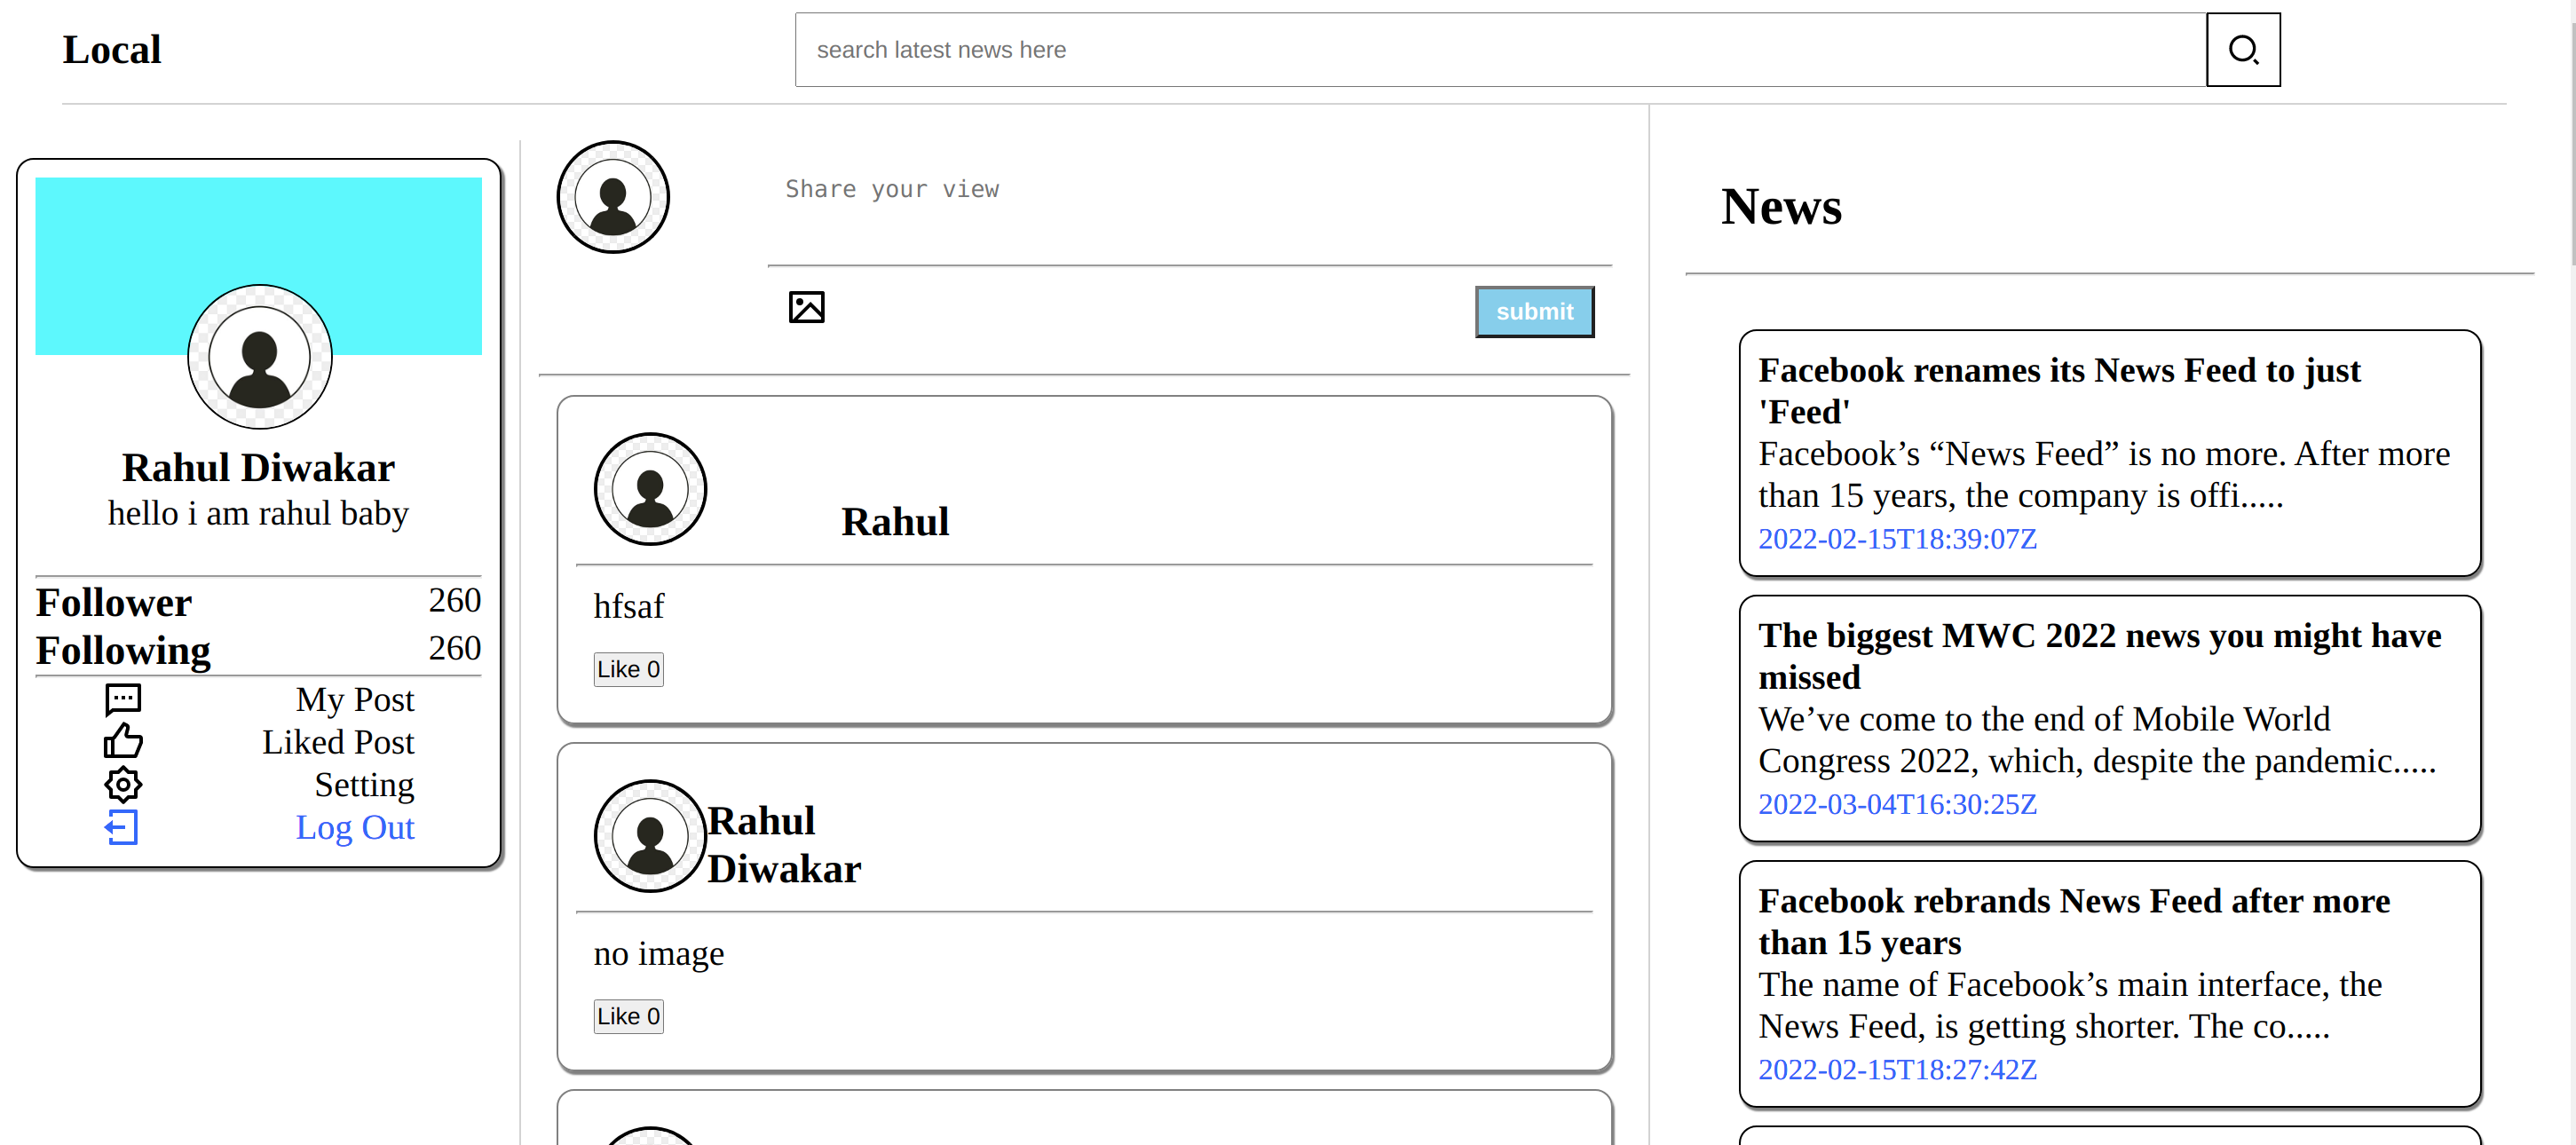 Local
search latest news here
Rahul Diwakar
hello i am rahul baby
Follower 260
Following 260
My Post
Liked Post
Setting
Log Out
Share your view
submit
Rahul
hfsaf
Like 0
Rahul
Diwakar
no image
Like 0
News
Facebook renames its News Feed to just
'Feed'
Facebook’s “News Feed” is no more. After more
than 15 years, the company is offi.....
2022-02-15T18:39:07Z
The biggest MWC 2022 news you might have
missed
We’ve come to the end of Mobile World
Congress 2022, which, despite the pandemic.....
2022-03-04T16:30:25Z
Facebook rebrands News Feed after more
than 15 years
The name of Facebook’s main interface, the
News Feed, is getting shorter. The co.....
2022-02-15T18:27:42Z